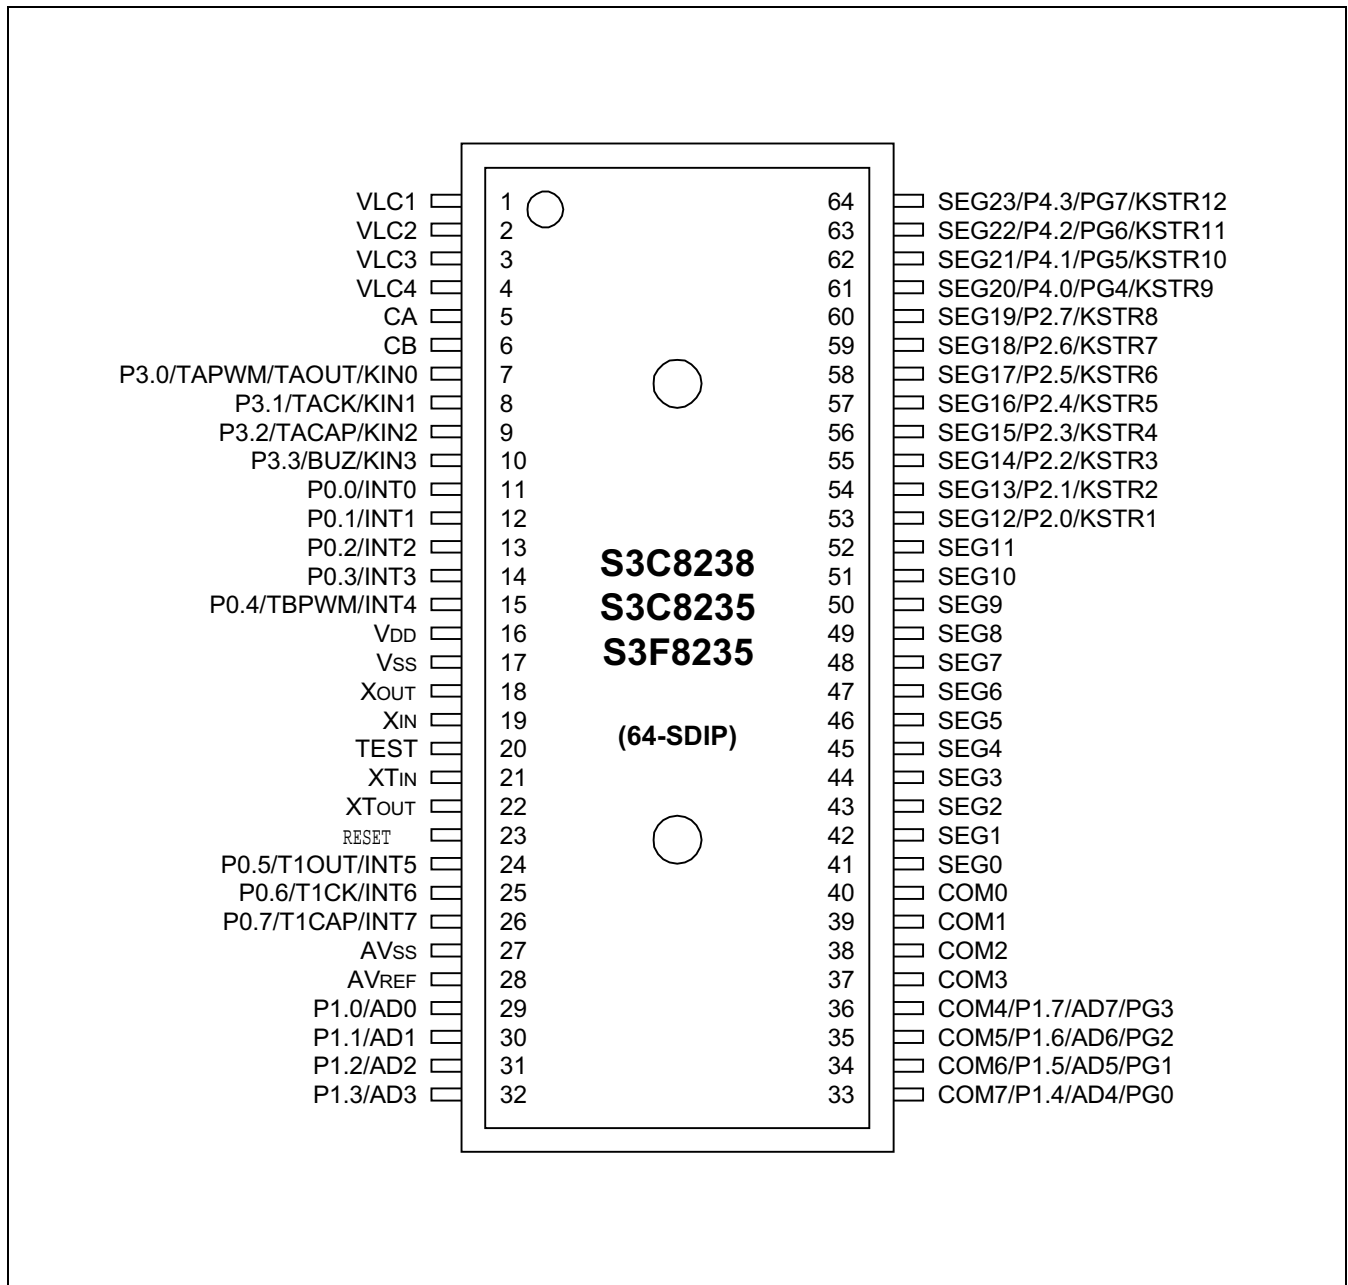 VLC1 1 64 SEG23/P4.3/PG7/KSTR12
VLC2 2 63 SEG22/P4.2/PG6/KSTR11
VLC3 3 62 SEG21/P4.1/PG5/KSTR10
VLC4 4 61 SEG20/P4.0/PG4/KSTR9
CA 5 60 SEG19/P2.7/KSTR8
CB 6 59 SEG18/P2.6/KSTR7
P3.0/TAPWM/TAOUT/KIN0 7 58 SEG17/P2.5/KSTR6
P3.1/TACK/KIN1 8 57 SEG16/P2.4/KSTR5
P3.2/TACAP/KIN2 9 56 SEG15/P2.3/KSTR4
P3.3/BUZ/KIN3 10 55 SEG14/P2.2/KSTR3
P0.0/INT0 11 54 SEG13/P2.1/KSTR2
P0.1/INT1 12 53 SEG12/P2.0/KSTR1
P0.2/INT2 13 52 SEG11
P0.3/INT3 14 51 SEG10
P0.4/TBPWM/INT4 15 50 SEG9
VDD 16 49 SEG8
VSS 17 48 SEG7
XOUT 18 47 SEG6
XIN 19 46 SEG5
TEST 20 45 SEG4
XTIN 21 44 SEG3
XTOUT 22 43 SEG2
RESET 23 42 SEG1
P0.5/T1OUT/INT5 24 41 SEG0
P0.6/T1CK/INT6 25 40 COM0
P0.7/T1CAP/INT7 26 39 COM1
AVSS 27 38 COM2
AVREF 28 37 COM3
P1.0/AD0 29 36 COM4/P1.7/AD7/PG3
P1.1/AD1 30 35 COM5/P1.6/AD6/PG2
P1.2/AD2 31 34 COM6/P1.5/AD5/PG1
P1.3/AD3 32 33 COM7/P1.4/AD4/PG0
S3C8238
S3C8235
S3F8235
(64-SDIP)